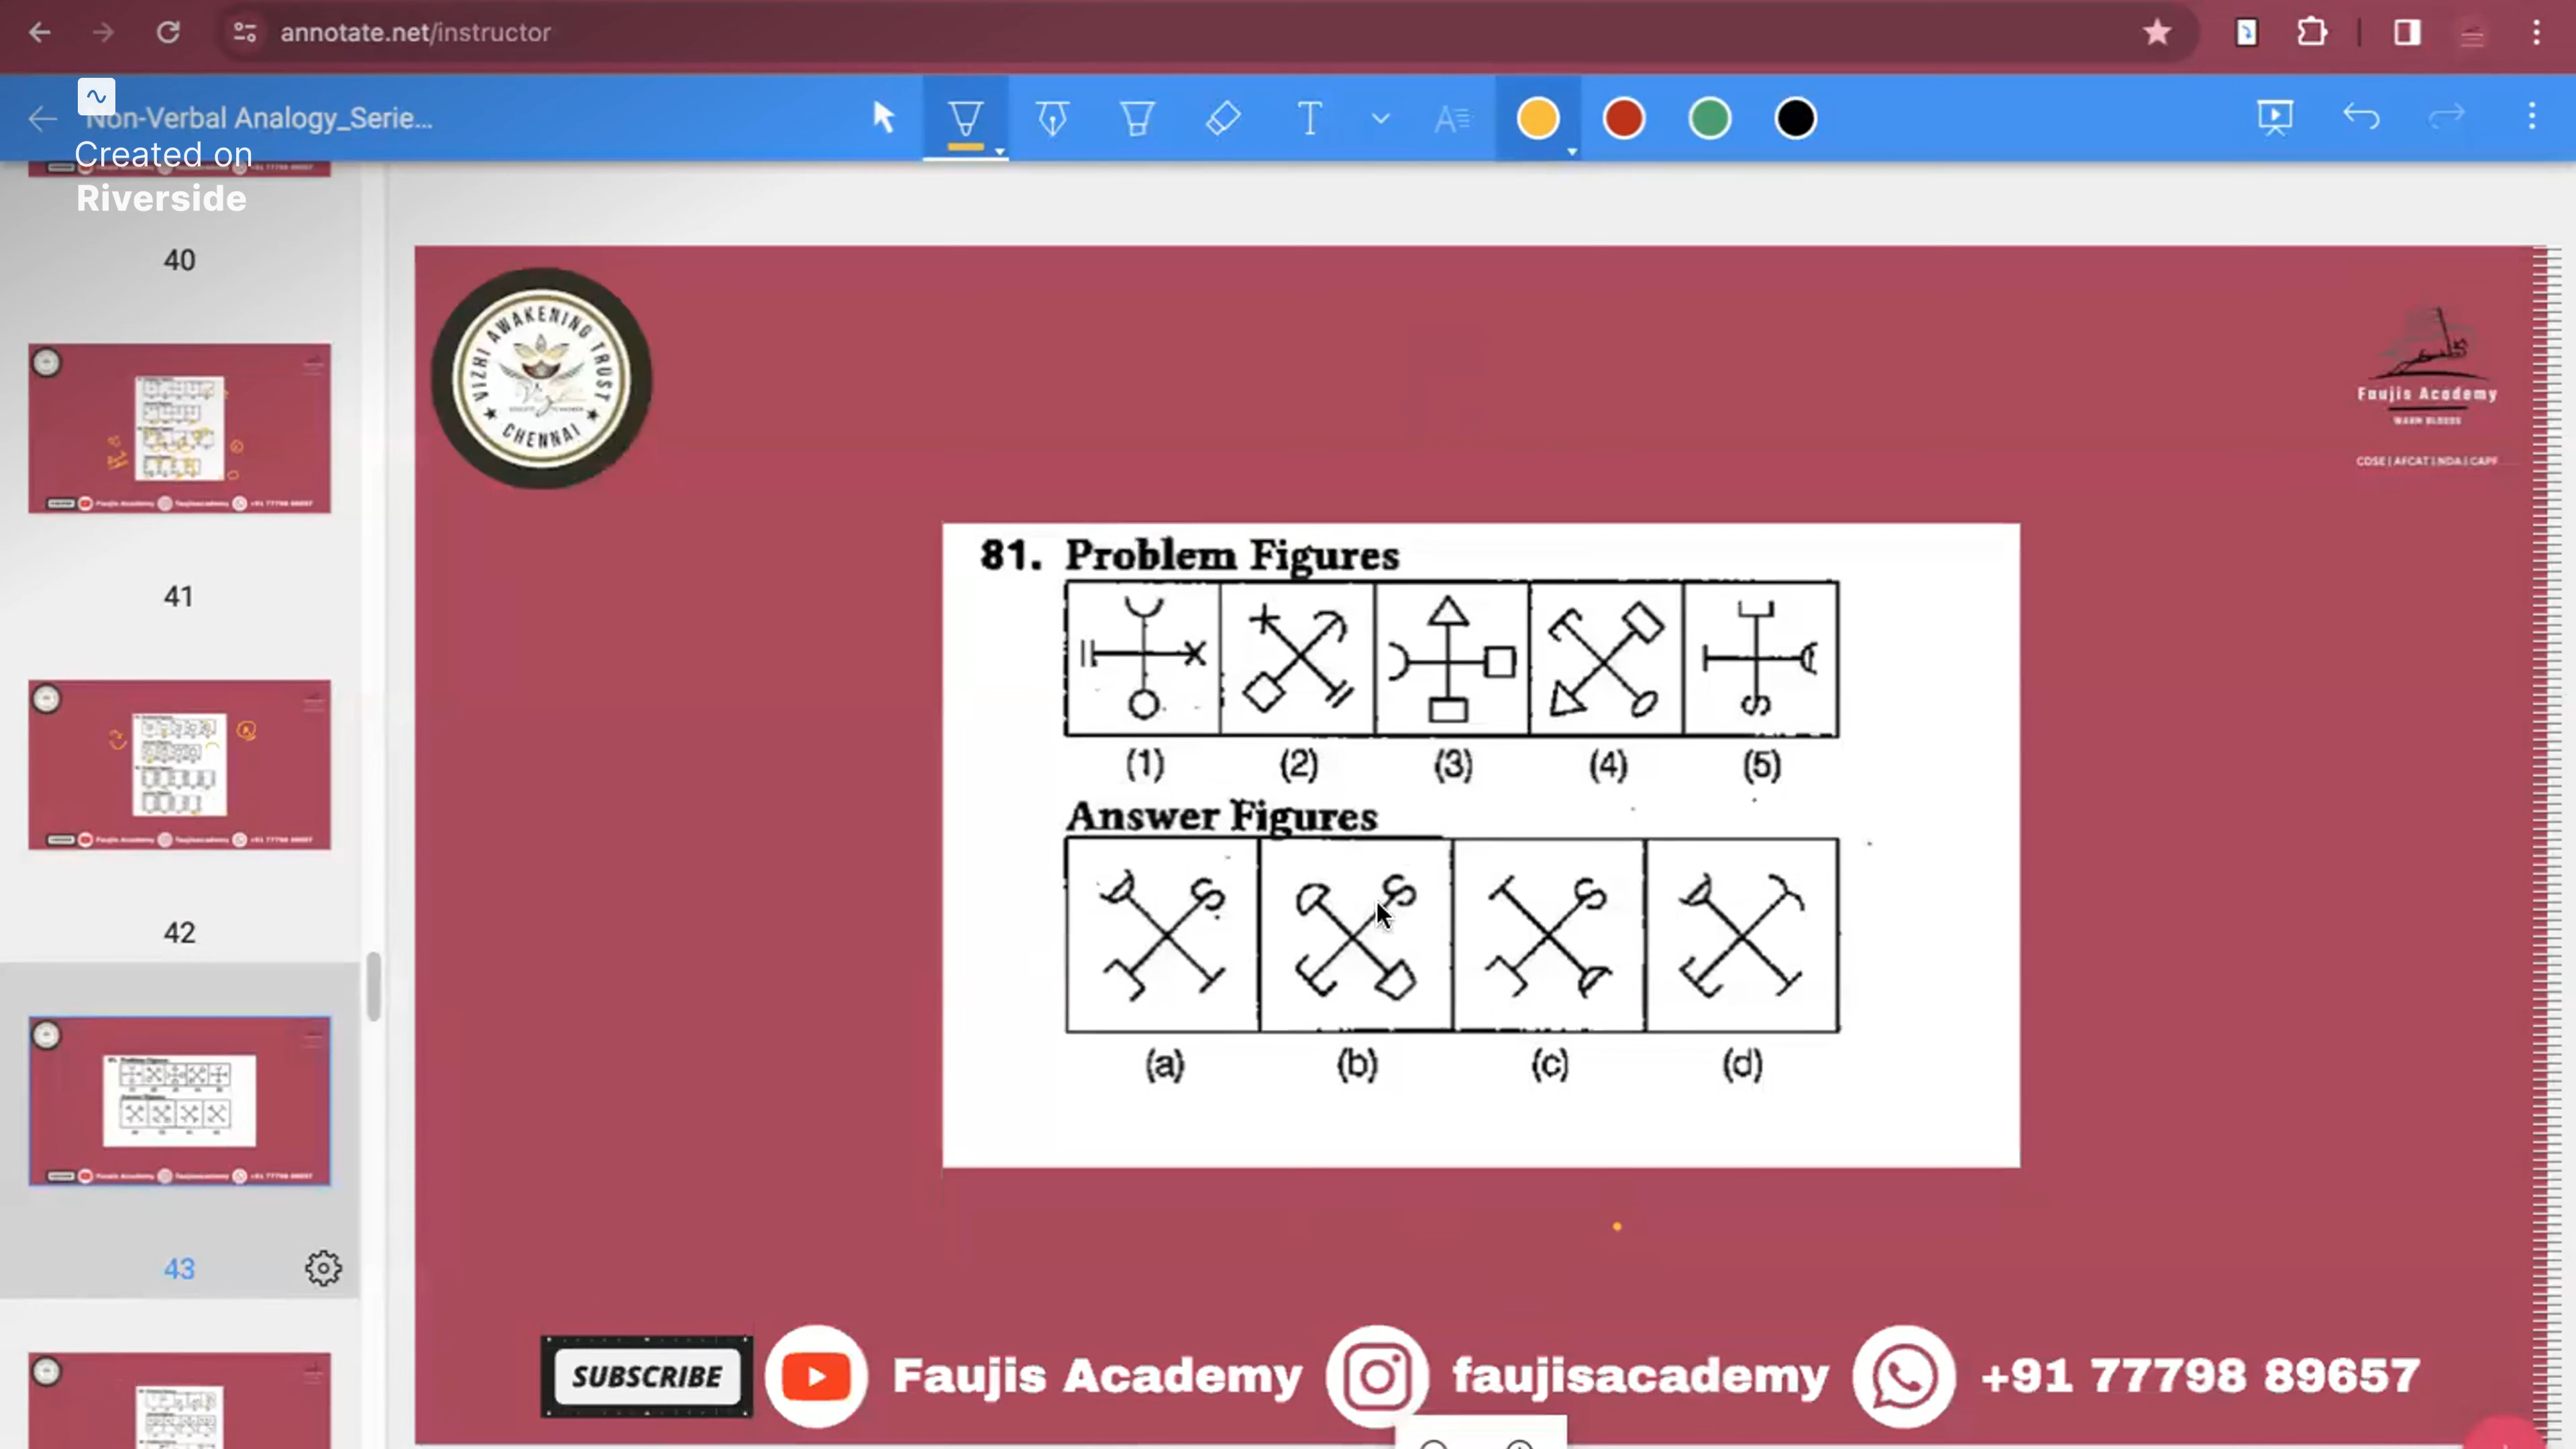 annotate.net/instructor
Non-Verbal Analogy_Serie...
Created on
Riverside
40
41
42
43
VIZHI AWAKENING TRUST
CHENNAI
Faujis Academy
WARM BLOODS
CDSE | AFCAT | NDA | CAPF
81. Problem Figures
(1) (2) (3) (4) (5)
Answer Figures
(a) (b) (c) (d)
SUBSCRIBE Faujis Academy faujisacademy +91 77798 89657